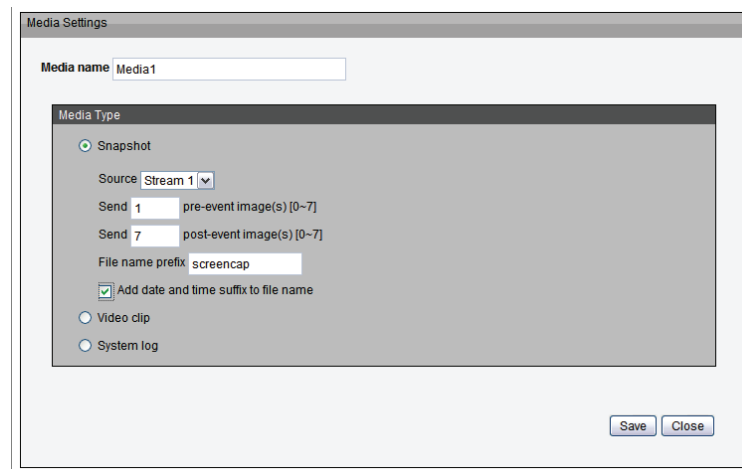 Media Settings
Media name Media1
Media Type
Snapshot
Source Stream 1
Send 1 pre-event image(s) [0~7]
Send 7 post-event image(s) [0~7]
File name prefix screencap
Add date and time suffix to file name
Video clip
System log
Save Close